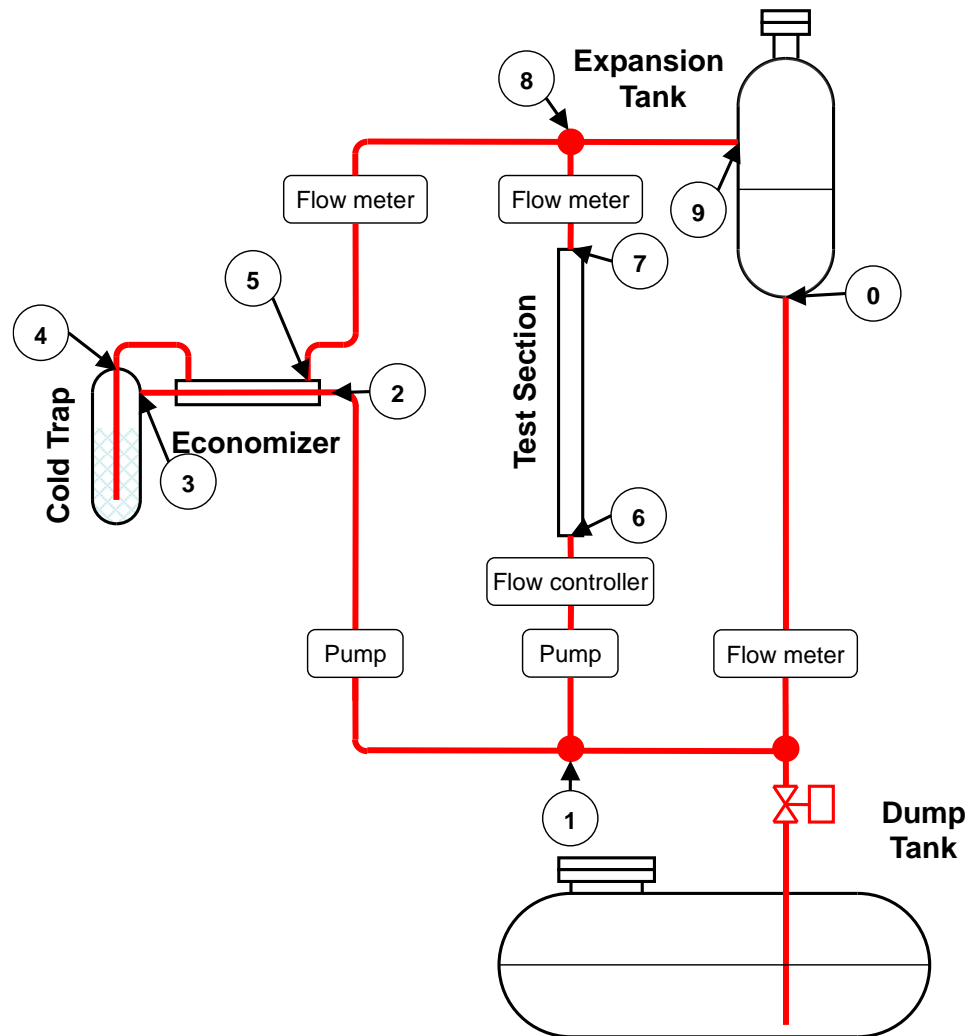 8
Expansion
Tank
Flow meter
Flow meter
9
5
7
0
4
2
Test Section
Cold Trap
Economizer
3
6
Flow controller
Pump
Pump
Flow meter
1
Dump
Tank